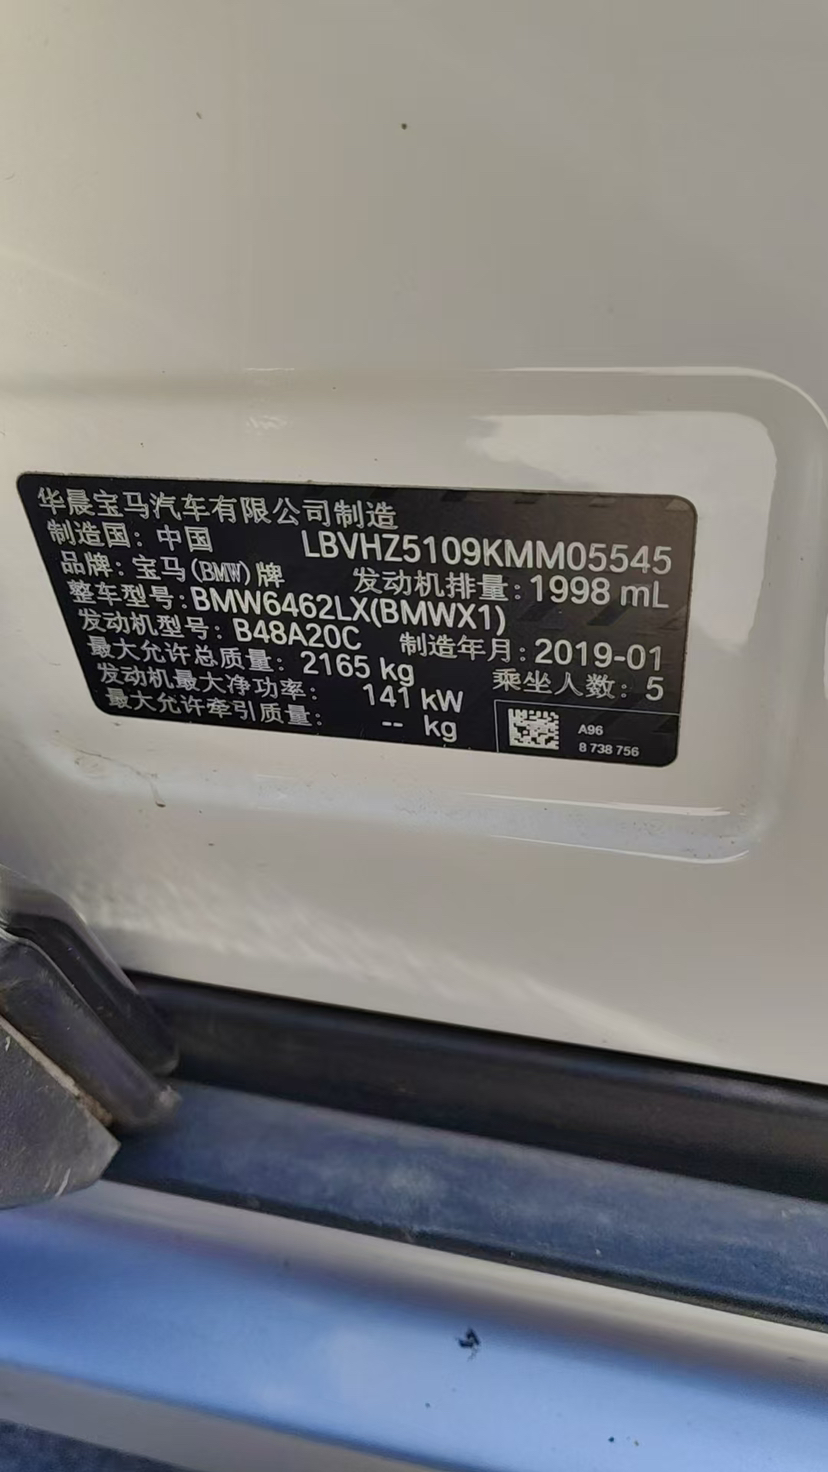 华晨宝马汽车有限公司制造
制造国：中国 LBVHZ5109KMM05545
品牌：宝马(BMW)牌 发动机排量：1998 mL
整车型号：BMW6462LX(BMWX1)
发动机型号：B48A20C 制造年月：2019-01
最大允许总质量：2165 kg 乘坐人数：5
发动机最大净功率：141 kW
最大允许牵引质量：-- kg
A96
8 738 756